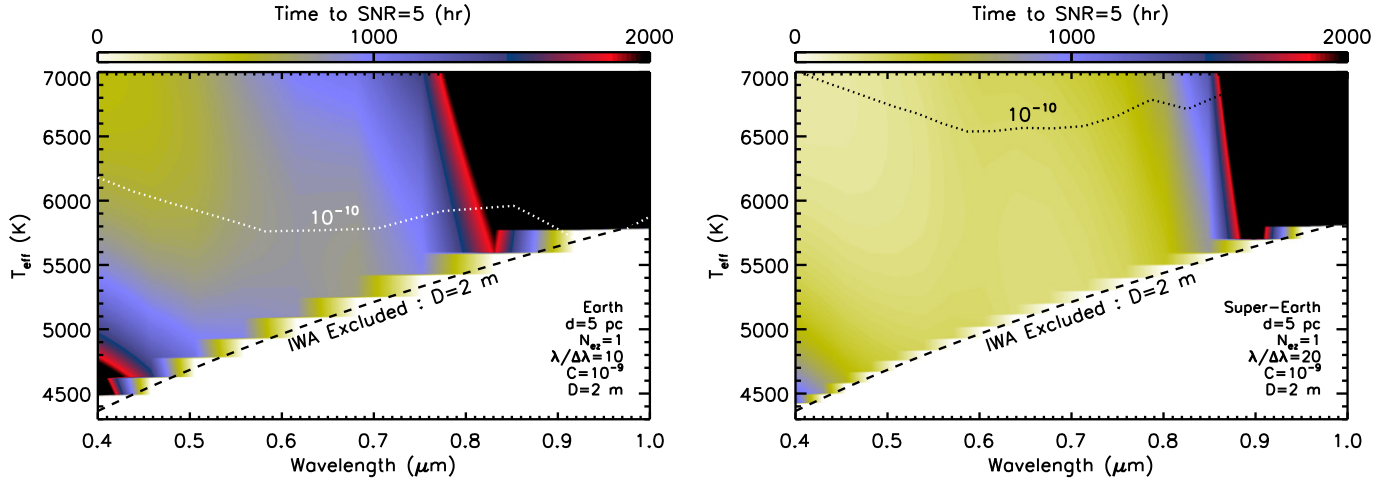 Time to SNR=5 (hr)
0 1000 2000
7000
6500
6000
5500
5000
4500
T_eff (K)
10^-10
IWA Excluded : D=2 m
Earth
d=5 pc
N_ez=1
λ/Δλ=10
C=10^-9
D=2 m
0.4 0.5 0.6 0.7 0.8 0.9 1.0
Wavelength (μm)
Time to SNR=5 (hr)
0 1000 2000
7000
6500
6000
5500
5000
4500
T_eff (K)
10^-10
IWA Excluded : D=2 m
Super-Earth
d=5 pc
N_ez=1
λ/Δλ=20
C=10^-9
D=2 m
0.4 0.5 0.6 0.7 0.8 0.9 1.0
Wavelength (μm)